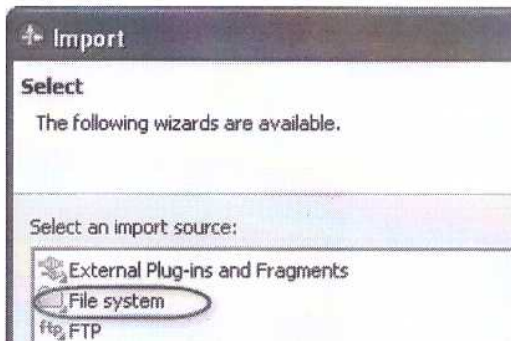 Import
Select
The following wizards are available.
Select an import source:
External Plug-ins and Fragments
File system
ftp FTP